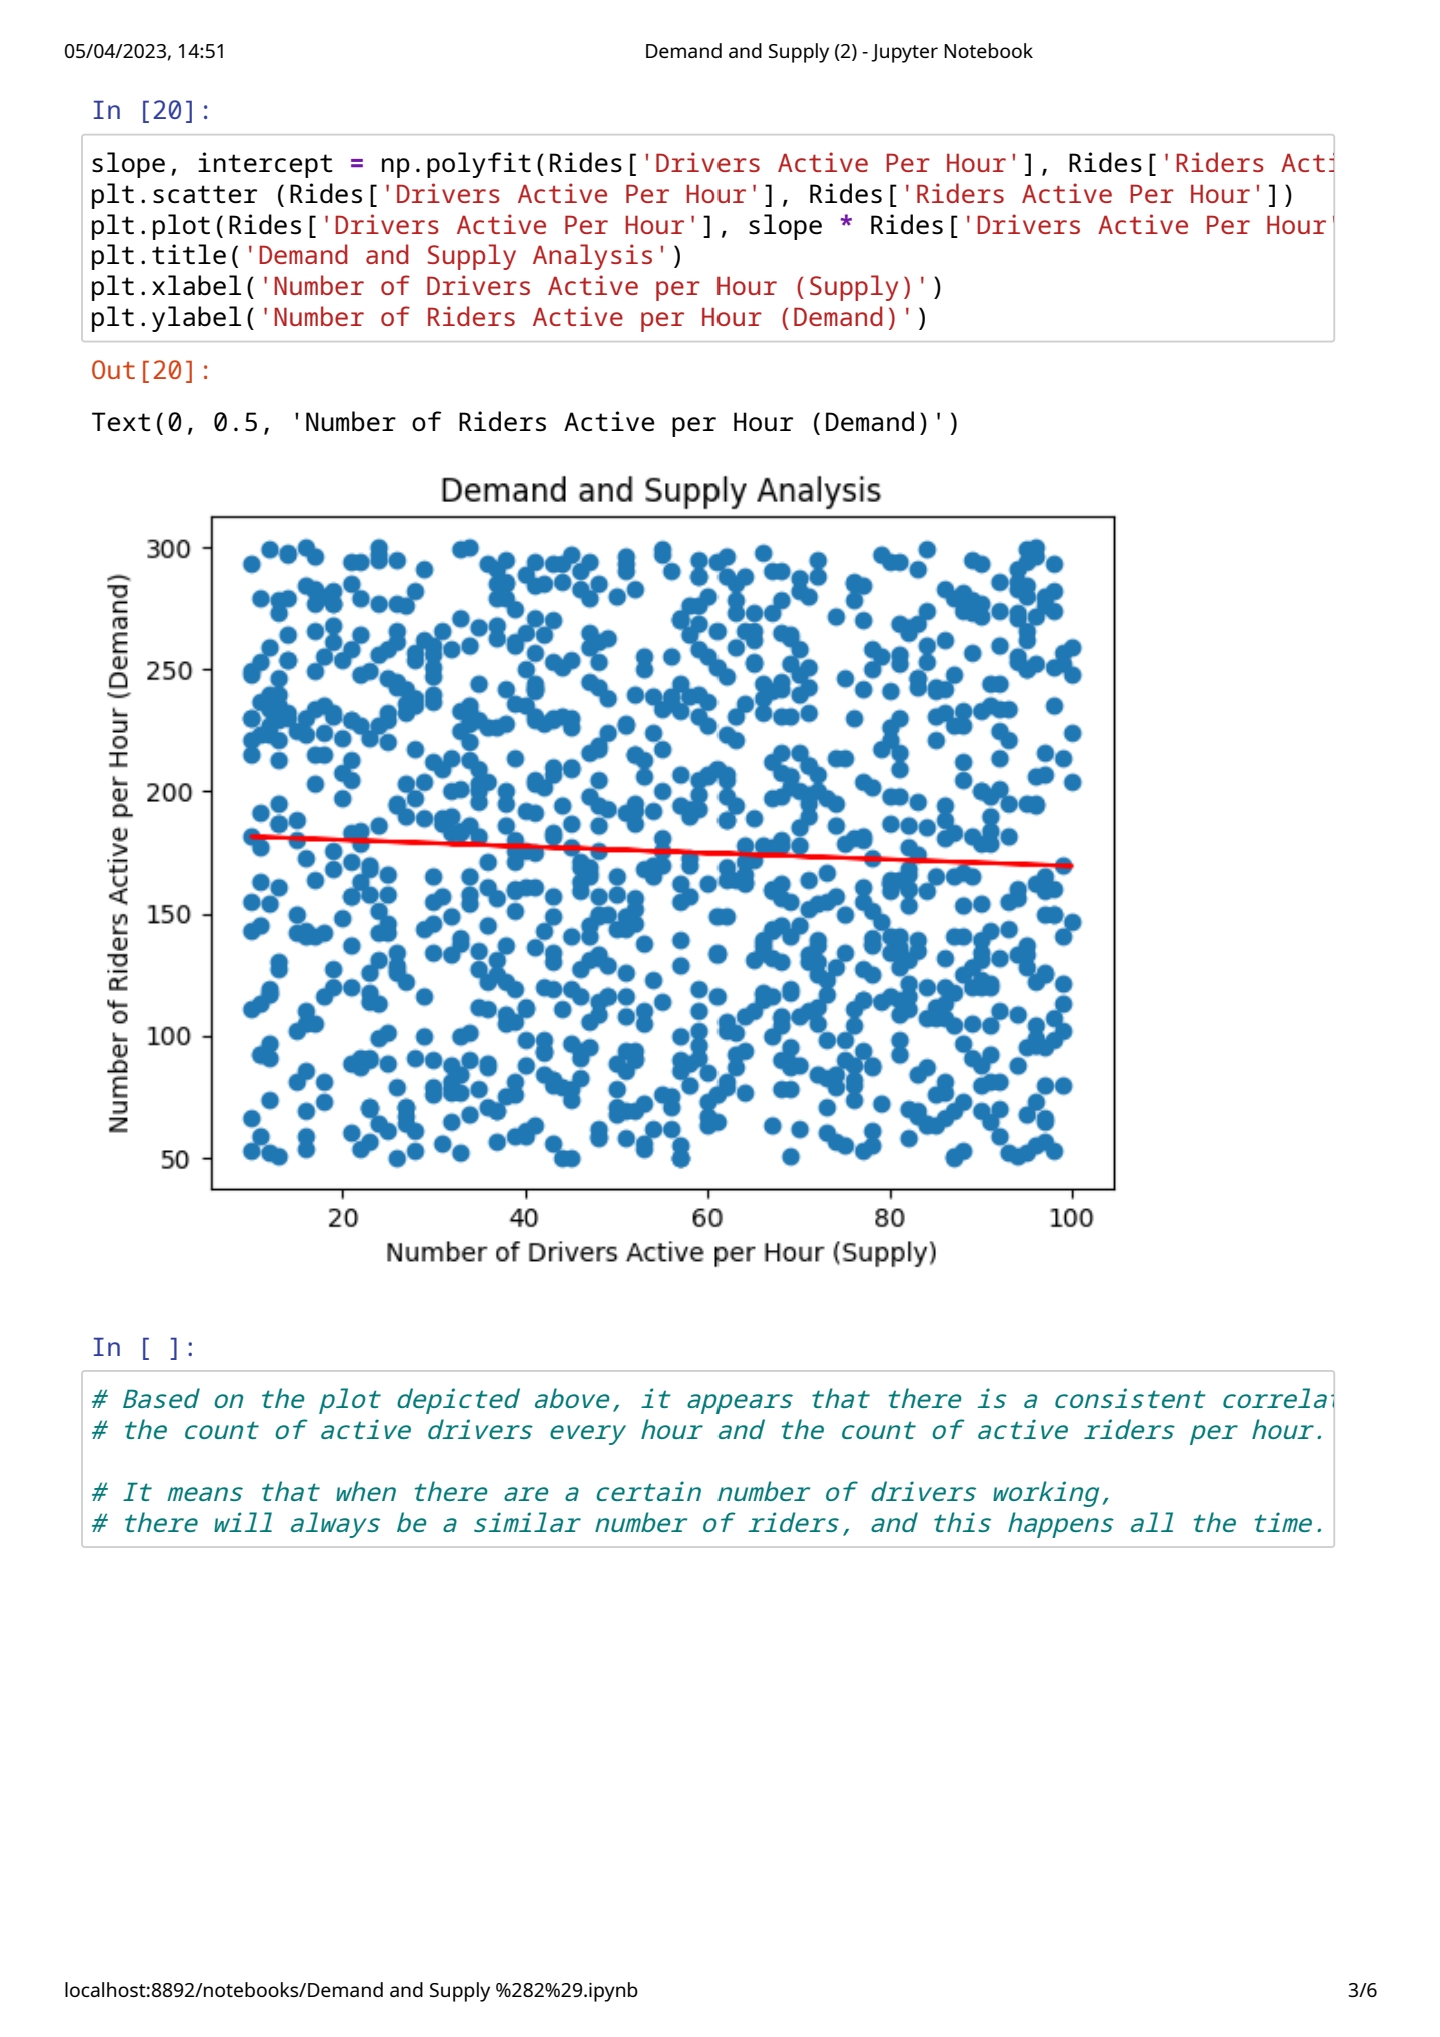 05/04/2023, 14:51
Demand and Supply (2) - Jupyter Notebook
In [20]:
slope, intercept = np.polyfit(Rides['Drivers Active Per Hour'], Rides['Riders Acti
plt.scatter (Rides['Drivers Active Per Hour'], Rides['Riders Active Per Hour'])
plt.plot(Rides['Drivers Active Per Hour'], slope * Rides['Drivers Active Per Hour'
plt.title('Demand and Supply Analysis')
plt.xlabel('Number of Drivers Active per Hour (Supply)')
plt.ylabel('Number of Riders Active per Hour (Demand)')
Out[20]:
Text(0, 0.5, 'Number of Riders Active per Hour (Demand)')
Demand and Supply Analysis
Number of Riders Active per Hour (Demand)
300
250
200
150
100
50
20 40 60 80 100
Number of Drivers Active per Hour (Supply)
In [ ]:
# Based on the plot depicted above, it appears that there is a consistent correlat
# the count of active drivers every hour and the count of active riders per hour.
# It means that when there are a certain number of drivers working,
# there will always be a similar number of riders, and this happens all the time.
localhost:8892/notebooks/Demand and Supply %282%29.ipynb
3/6